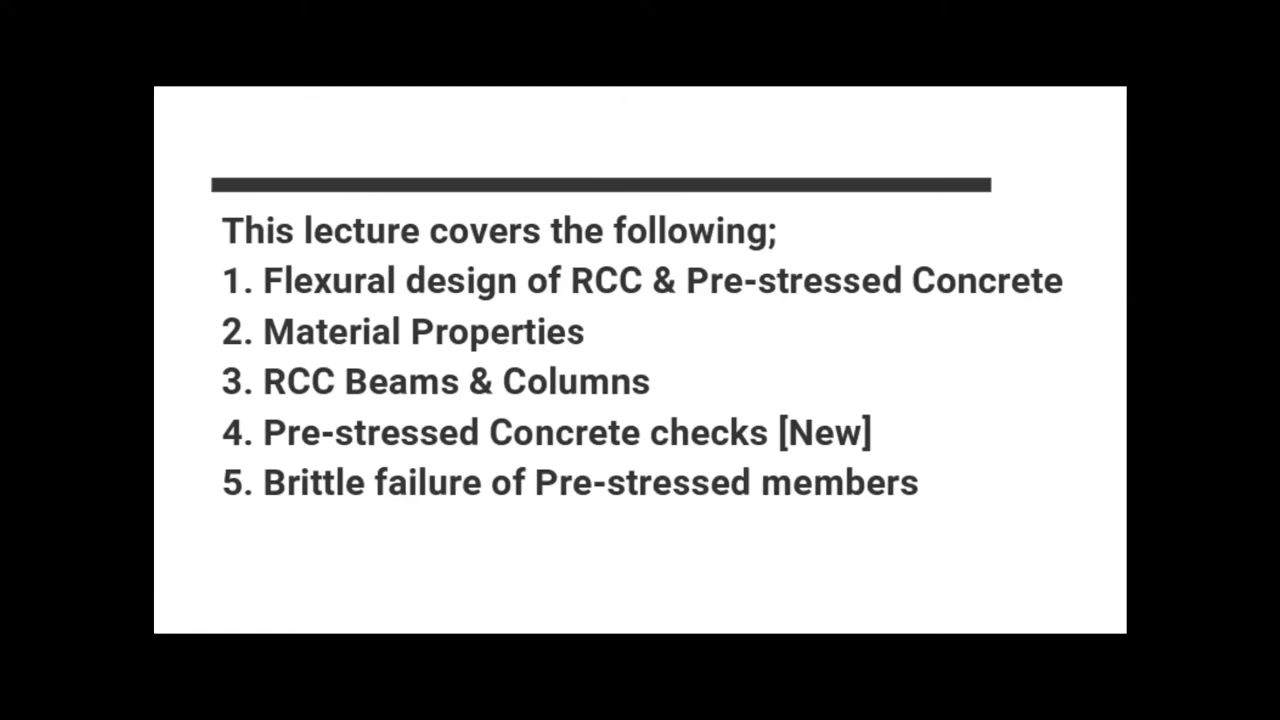 This lecture covers the following;
1. Flexural design of RCC & Pre-stressed Concrete
2. Material Properties
3. RCC Beams & Columns
4. Pre-stressed Concrete checks [New]
5. Brittle failure of Pre-stressed members